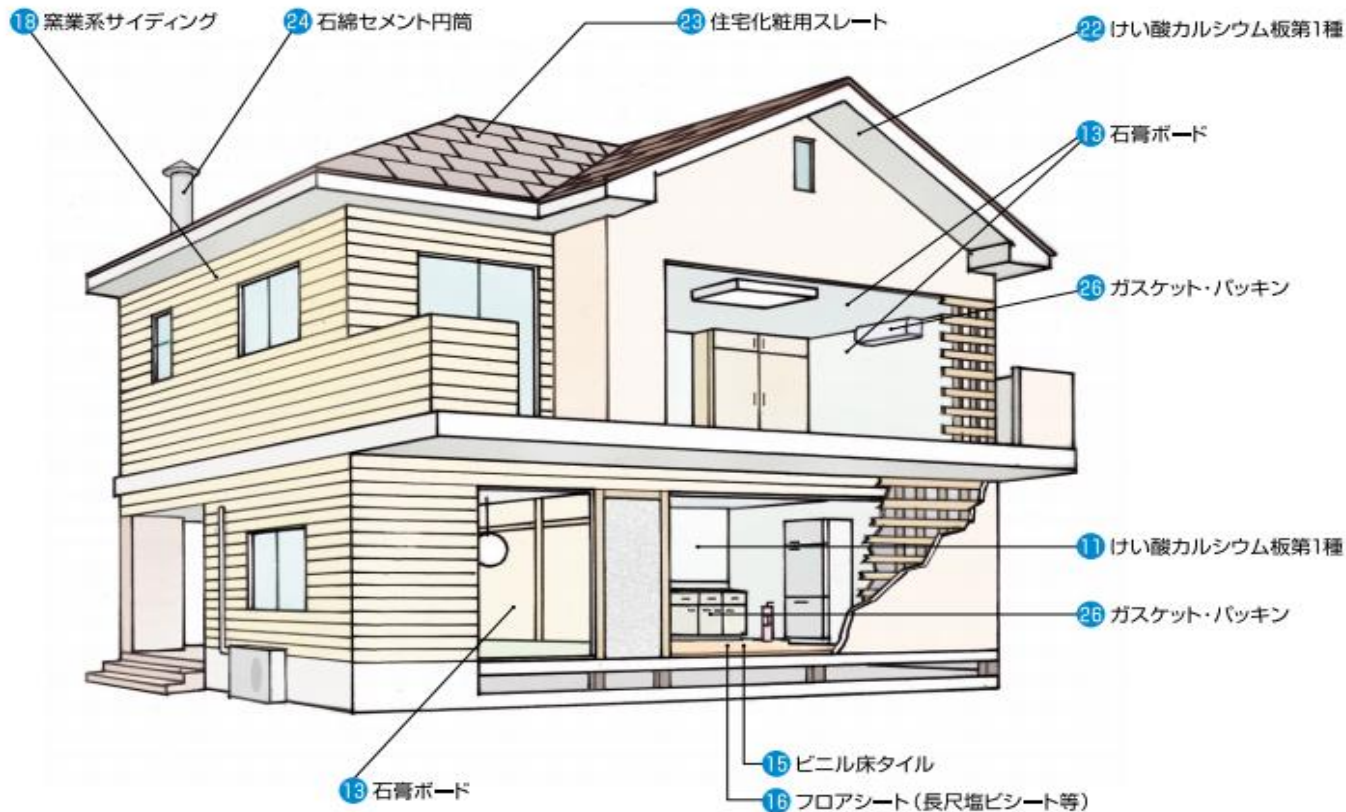 18 窯業系サイディング
24 石綿セメント円筒
23 住宅化粧用スレート
22 けい酸カルシウム板第1種
13 石膏ボード
26 ガスケット・パッキン
11 けい酸カルシウム板第1種
26 ガスケット・パッキン
15 ビニル床タイル
13 石膏ボード
16 フロアシート(長尺塩ビシート等)